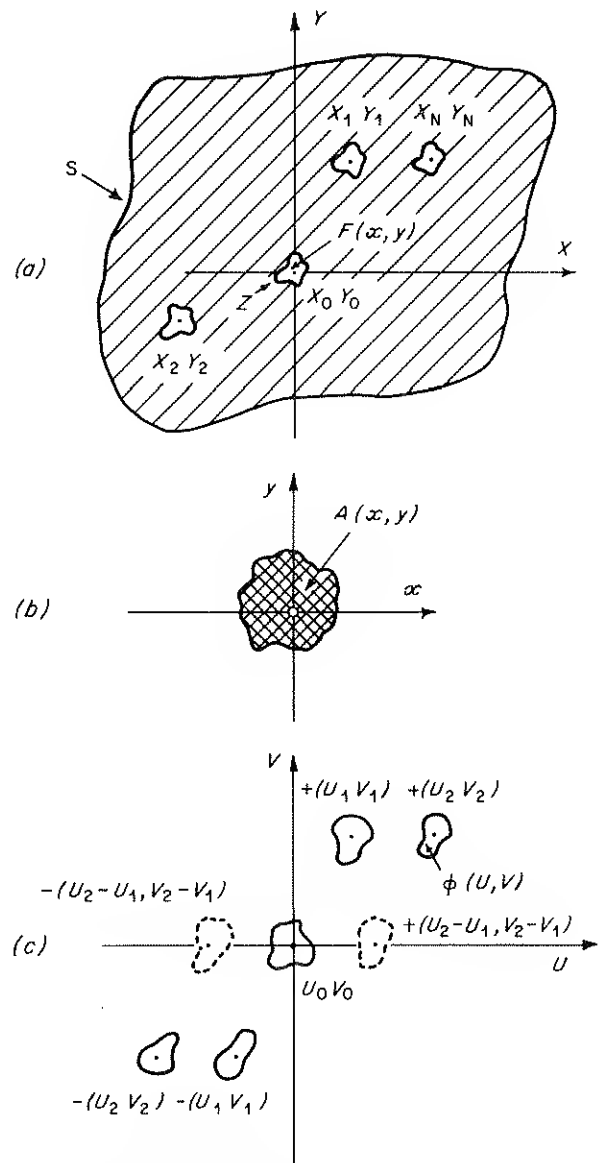 Y
X₁ Y₁ X_N Y_N
S
F(x, y)
X
(a)
Z
X₀ Y₀
X₂ Y₂
y
A(x, y)
x
(b)
V
+(U₁ V₁) +(U₂ V₂)
ϕ (U, V)
−(U₂−U₁, V₂−V₁)
+(U₂−U₁, V₂−V₁)
(c)
U
U₀ V₀
−(U₂ V₂) −(U₁ V₁)